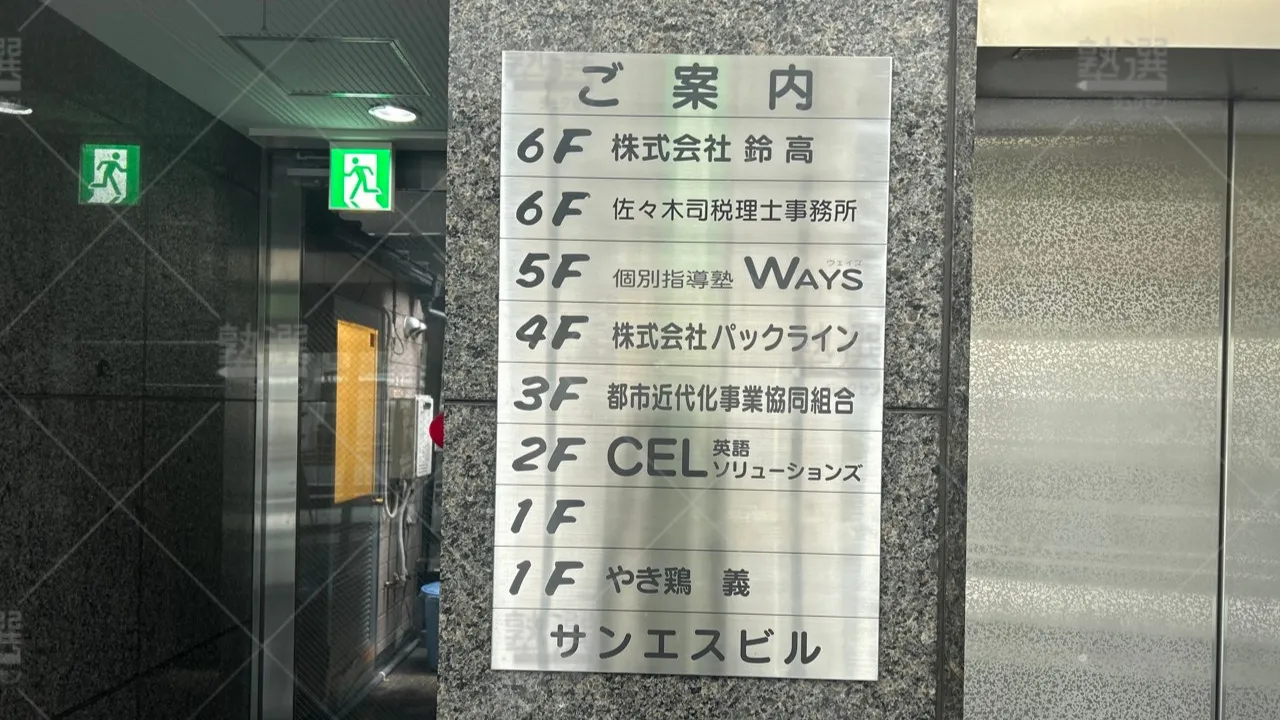 ご案内
6F 株式会社 鈴高
6F 佐々木司税理士事務所
5F 個別指導塾 WAYS ウェイズ
4F 株式会社パックライン
3F 都市近代化事業協同組合
2F CEL 英語ソリューションズ
1F
1F やき鶏 義
サンエスビル
塾選
塾選
塾選